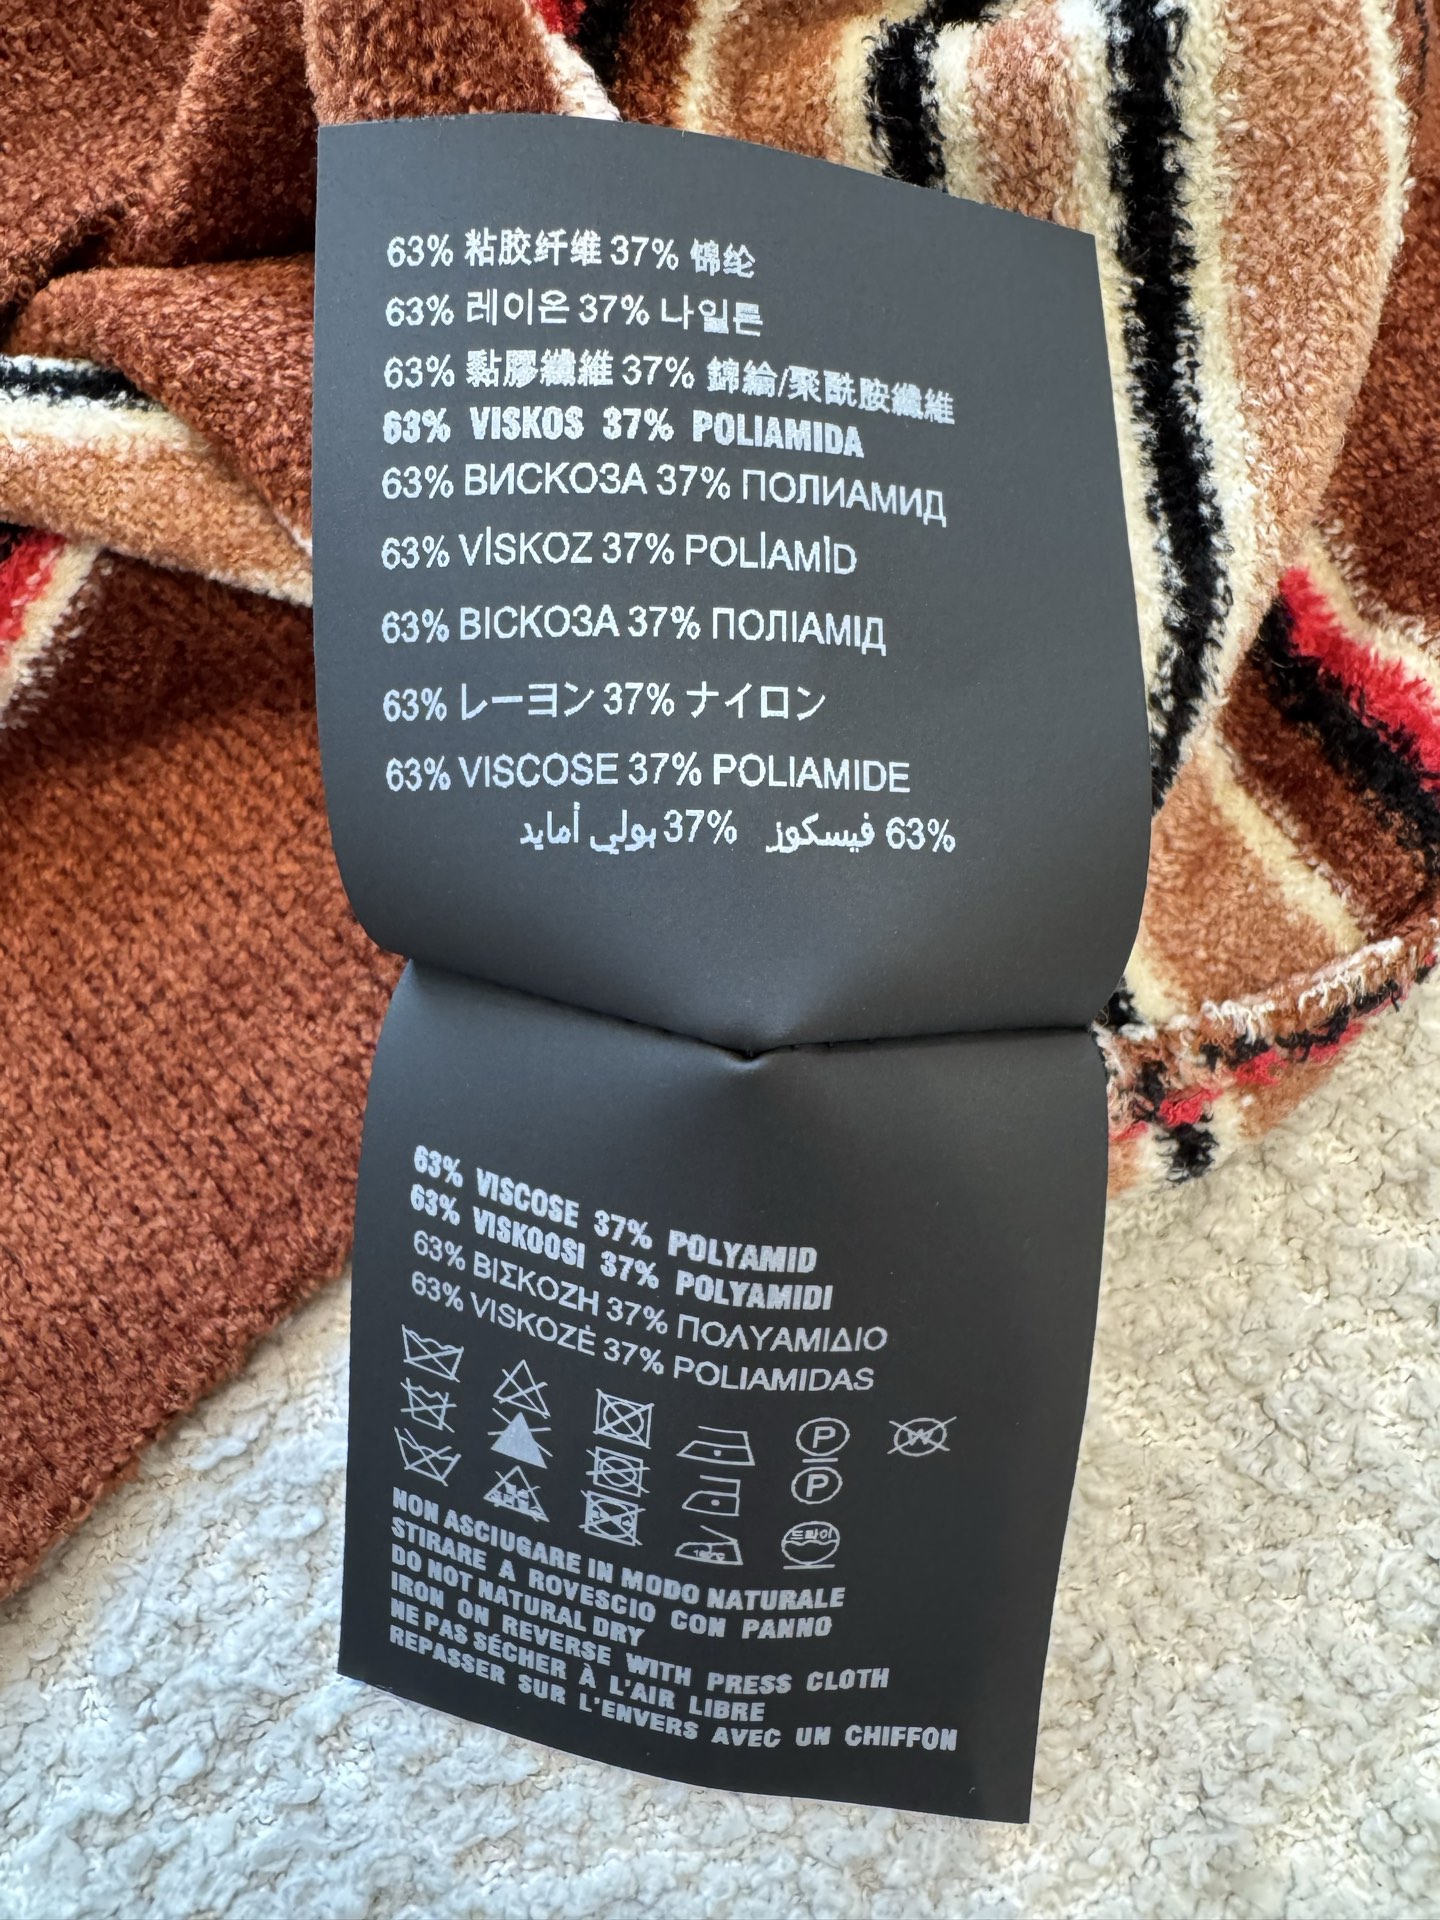 63% 粘胶纤维 37% 锦纶
63% 레이온 37% 나일론
63% 黏膠纖維 37% 錦綸/聚酰胺纖維
63% VISKOS 37% POLIAMIDA
63% ВИСКОЗА 37% ПОЛИАМИД
63% VİSKOZ 37% POLİAMİD
63% ВІСКОЗА 37% ПОЛІАМІД
63% レーヨン 37% ナイロン
63% VISCOSE 37% POLIAMIDE
63% فيسكوز 37% بولي أمايد
63% VISCOSE 37% POLYAMID
63% VISKOOSI 37% POLYAMIDI
63% ΒΙΣΚΟΖΗ 37% ΠΟΛΥΑΜΙΔΙΟ
63% VISKOZĖ 37% POLIAMIDAS
P
W
P
드라이
NON ASCIUGARE IN MODO NATURALE
STIRARE A ROVESCIO CON PANNO
DO NOT NATURAL DRY
IRON ON REVERSE WITH PRESS CLOTH
NE PAS SÉCHER À L'AIR LIBRE
REPASSER SUR L'ENVERS AVEC UN CHIFFON